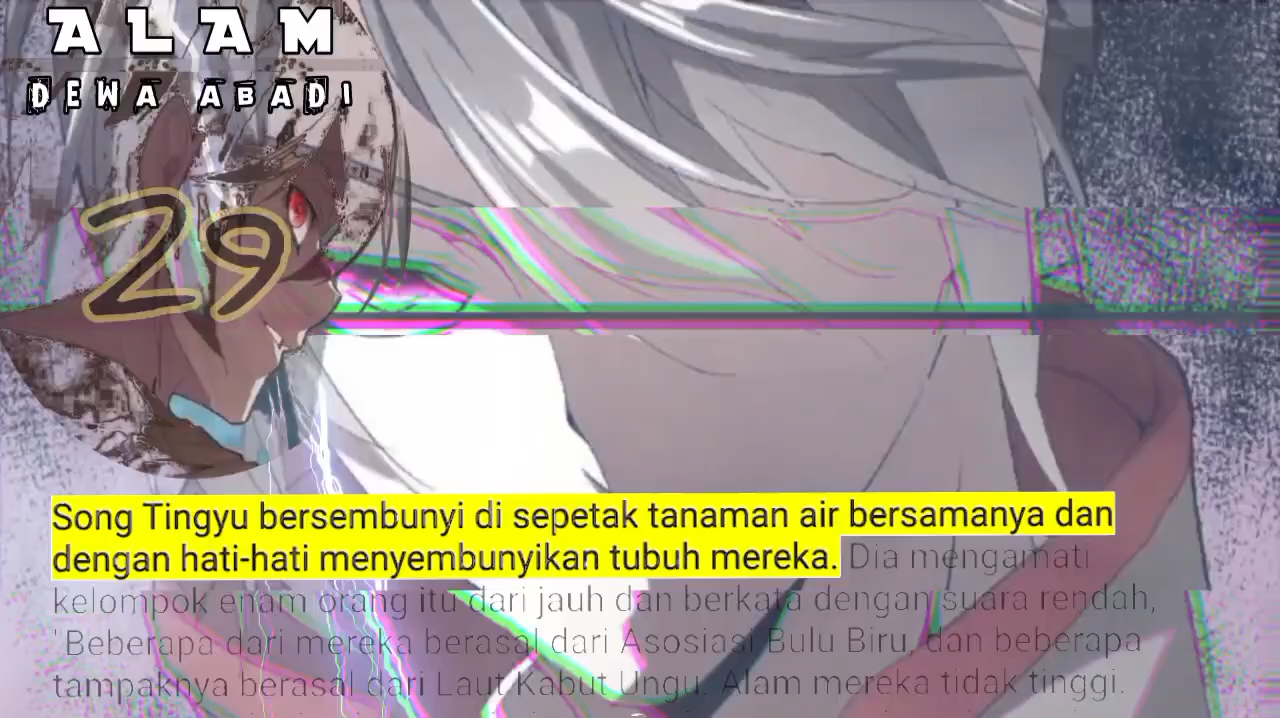 ALAM
DEWA ABADI
29
Song Tingyu bersembunyi di sepetak tanaman air bersamanya dan
dengan hati-hati menyembunyikan tubuh mereka. Dia mengamati
kelompok enam orang itu dari jauh dan berkata dengan suara rendah,
'Beberapa dari mereka berasal dari Asosiasi Bulu Biru, dan beberapa
tampaknya berasal dari Laut Kabut Ungu. Alam mereka tidak tinggi.